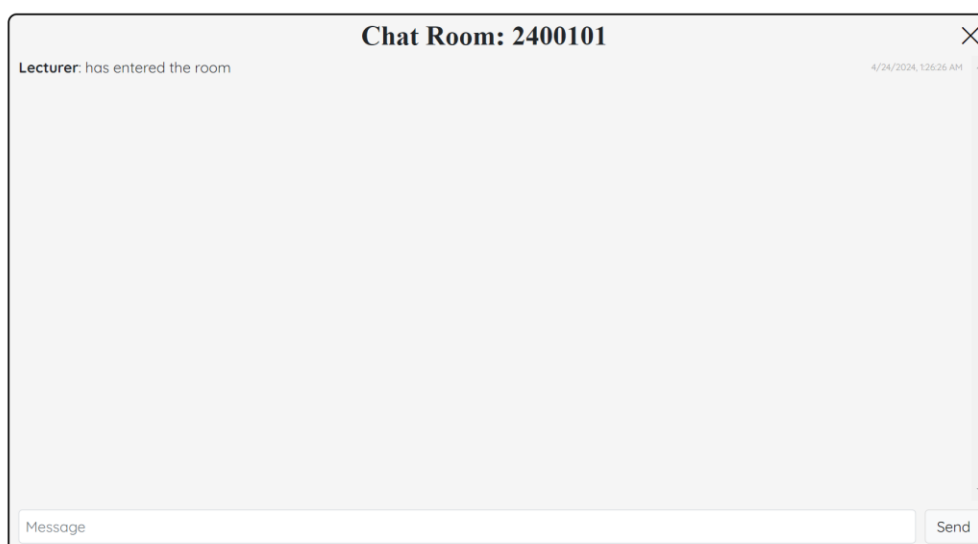 Chat Room: 2400101
Lecturer: has entered the room 4/24/2024, 1:26:26 AM
Message Send